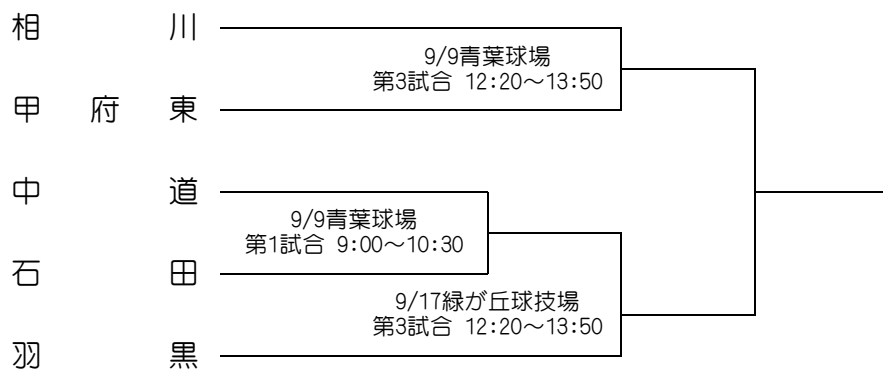 相川
9/9青葉球場
第3試合 12:20～13:50
甲府東
中道
9/9青葉球場
第1試合 9:00～10:30
石田
9/17緑が丘球技場
第3試合 12:20～13:50
羽黒